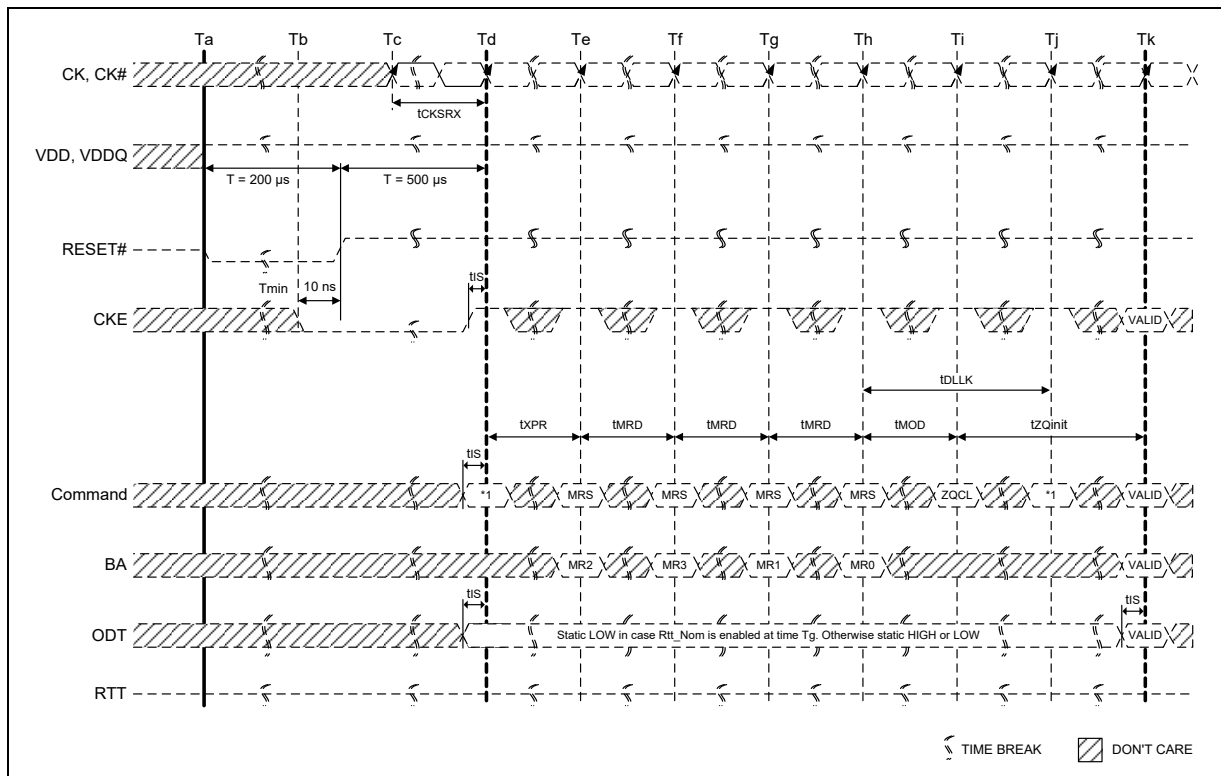 Ta Tb Tc Td Te Tf Tg Th Ti Tj Tk
CK, CK#
tCKSRX
VDD, VDDQ
T = 200 µs T = 500 µs
RESET#
Tmin 10 ns tIS
CKE VALID
tDLLK
tXPR tMRD tMRD tMRD tMOD tZQinit
tIS
Command *1 MRS MRS MRS MRS ZQCL *1 VALID
BA MR2 MR3 MR1 MR0 VALID
tIS tIS
ODT Static LOW in case Rtt_Nom is enabled at time Tg. Otherwise static HIGH or LOW VALID
RTT
TIME BREAK DON'T CARE